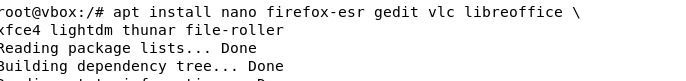 root@vbox:/# apt install nano firefox-esr gedit vlc libreoffice \
xfce4 lightdm thunar file-roller
Reading package lists... Done
Building dependency tree... Done